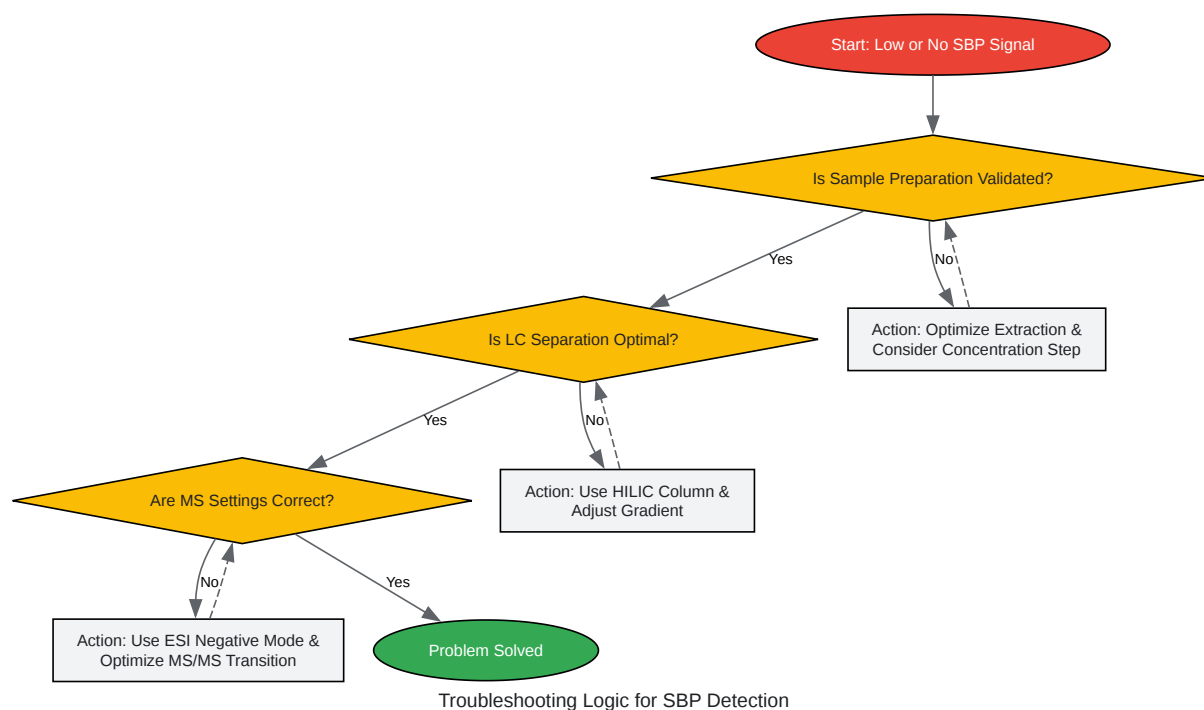 Start: Low or No SBP Signal
Is Sample Preparation Validated?
Yes
No
Is LC Separation Optimal?
Action: Optimize Extraction &
Consider Concentration Step
Yes
No
Are MS Settings Correct?
Action: Use HILIC Column &
Adjust Gradient
No
Yes
Action: Use ESI Negative Mode &
Optimize MS/MS Transition
Problem Solved
Troubleshooting Logic for SBP Detection